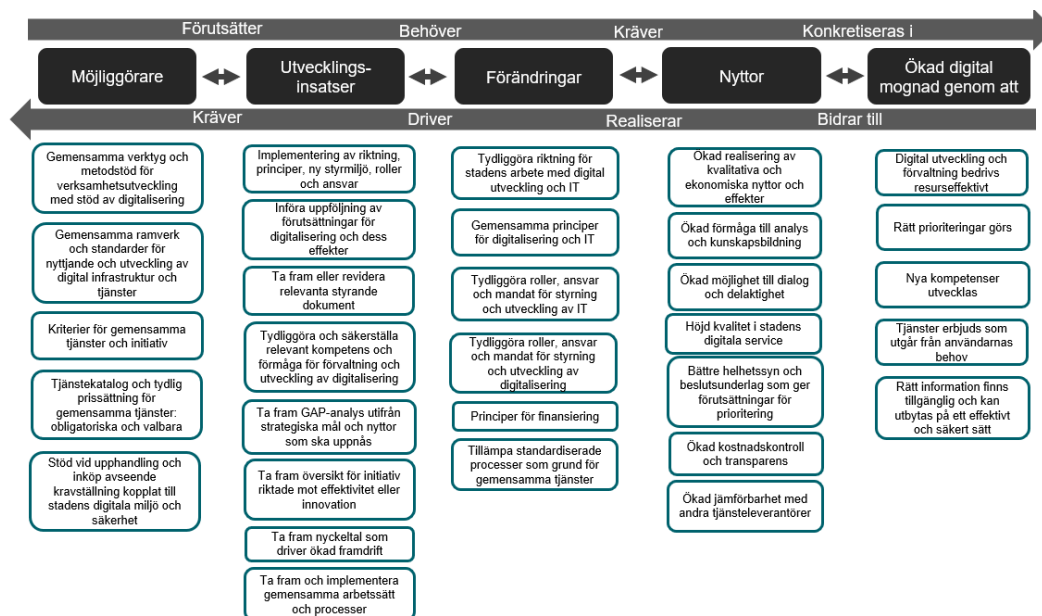 Förutsätter
Behöver
Kräver
Konkretiseras i
Möjliggörare
Utvecklings-
insatser
Förändringar
Nyttor
Ökad digital
mognad genom att
Kräver
Driver
Realiserar
Bidrar till
Gemensamma verktyg och
metodstöd för
verksamhetsutveckling
med stöd av digitalisering
Gemensamma ramverk
och standarder för
nyttjande och utveckling av
digital infrastruktur och
tjänster
Kriterier för gemensamma
tjänster och initiativ
Tjänstekatalog och tydlig
prissättning för
gemensamma tjänster:
obligatoriska och valbara
Stöd vid upphandling och
inköp avseende
kravställning kopplat till
stadens digitala miljö och
säkerhet
Implementering av riktning,
principer, ny styrmiljö, roller
och ansvar
Införa uppföljning av
förutsättningar för
digitalisering och dess
effekter
Ta fram eller revidera
relevanta styrande
dokument
Tydliggöra och säkerställa
relevant kompetens och
förmåga för förvaltning och
utveckling av digitalisering
Ta fram GAP-analys utifrån
strategiska mål och nyttor
som ska uppnås
Ta fram översikt för initiativ
riktade mot effektivitet eller
innovation
Ta fram nyckeltal som
driver ökad framdrift
Ta fram och implementera
gemensamma arbetssätt
och processer
Tydliggöra riktning för
stadens arbete med digital
utveckling och IT
Gemensamma principer
för digitalisering och IT
Tydliggöra roller, ansvar
och mandat för styrning
och utveckling av IT
Tydliggöra roller, ansvar
och mandat för styrning
och utveckling av
digitalisering
Principer för finansiering
Tillämpa standardiserade
processer som grund för
gemensamma tjänster
Ökad realisering av
kvalitativa och
ekonomiska nyttor och
effekter
Ökad förmåga till analys
och kunskapsbildning
Ökad möjlighet till dialog
och delaktighet
Höjd kvalitet i stadens
digitala service
Bättre helhetssyn och
beslutsunderlag som ger
förutsättningar för
prioritering
Ökad kostnadskontroll
och transparens
Ökad jämförbarhet med
andra tjänsteleverantörer
Digital utveckling och
förvaltning bedrivs
resurseffektivt
Rätt prioriteringar görs
Nya kompetenser
utvecklas
Tjänster erbjuds som
utgår från användarnas
behov
Rätt information finns
tillgänglig och kan
utbytas på ett effektivt
och säkert sätt